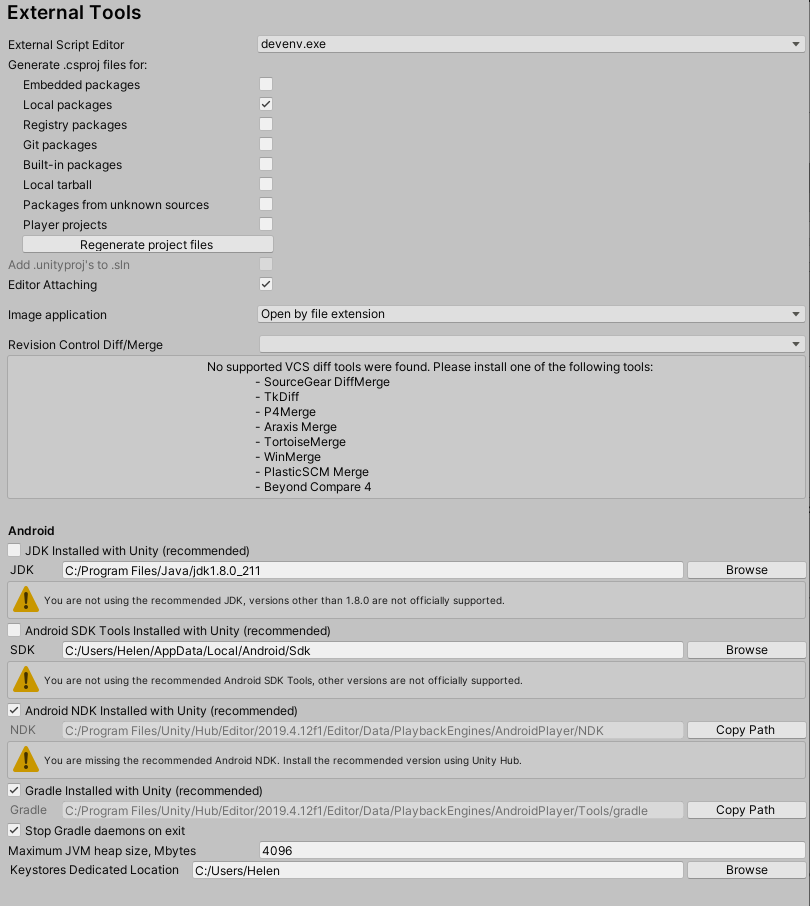 External Tools
External Script Editor devenv.exe
Generate .csproj files for:
Embedded packages
Local packages
Registry packages
Git packages
Built-in packages
Local tarball
Packages from unknown sources
Player projects
Regenerate project files
Add .unityproj's to .sln
Editor Attaching
Image application Open by file extension
Revision Control Diff/Merge
No supported VCS diff tools were found. Please install one of the following tools:
- SourceGear DiffMerge
- TkDiff
- P4Merge
- Araxis Merge
- TortoiseMerge
- WinMerge
- PlasticSCM Merge
- Beyond Compare 4
Android
JDK Installed with Unity (recommended)
JDK C:/Program Files/Java/jdk1.8.0_211 Browse
You are not using the recommended JDK, versions other than 1.8.0 are not officially supported.
Android SDK Tools Installed with Unity (recommended)
SDK C:/Users/Helen/AppData/Local/Android/Sdk Browse
You are not using the recommended Android SDK Tools, other versions are not officially supported.
Android NDK Installed with Unity (recommended)
NDK C:/Program Files/Unity/Hub/Editor/2019.4.12f1/Editor/Data/PlaybackEngines/AndroidPlayer/NDK Copy Path
You are missing the recommended Android NDK. Install the recommended version using Unity Hub.
Gradle Installed with Unity (recommended)
Gradle C:/Program Files/Unity/Hub/Editor/2019.4.12f1/Editor/Data/PlaybackEngines/AndroidPlayer/Tools/gradle Copy Path
Stop Gradle daemons on exit
Maximum JVM heap size, Mbytes 4096
Keystores Dedicated Location C:/Users/Helen Browse